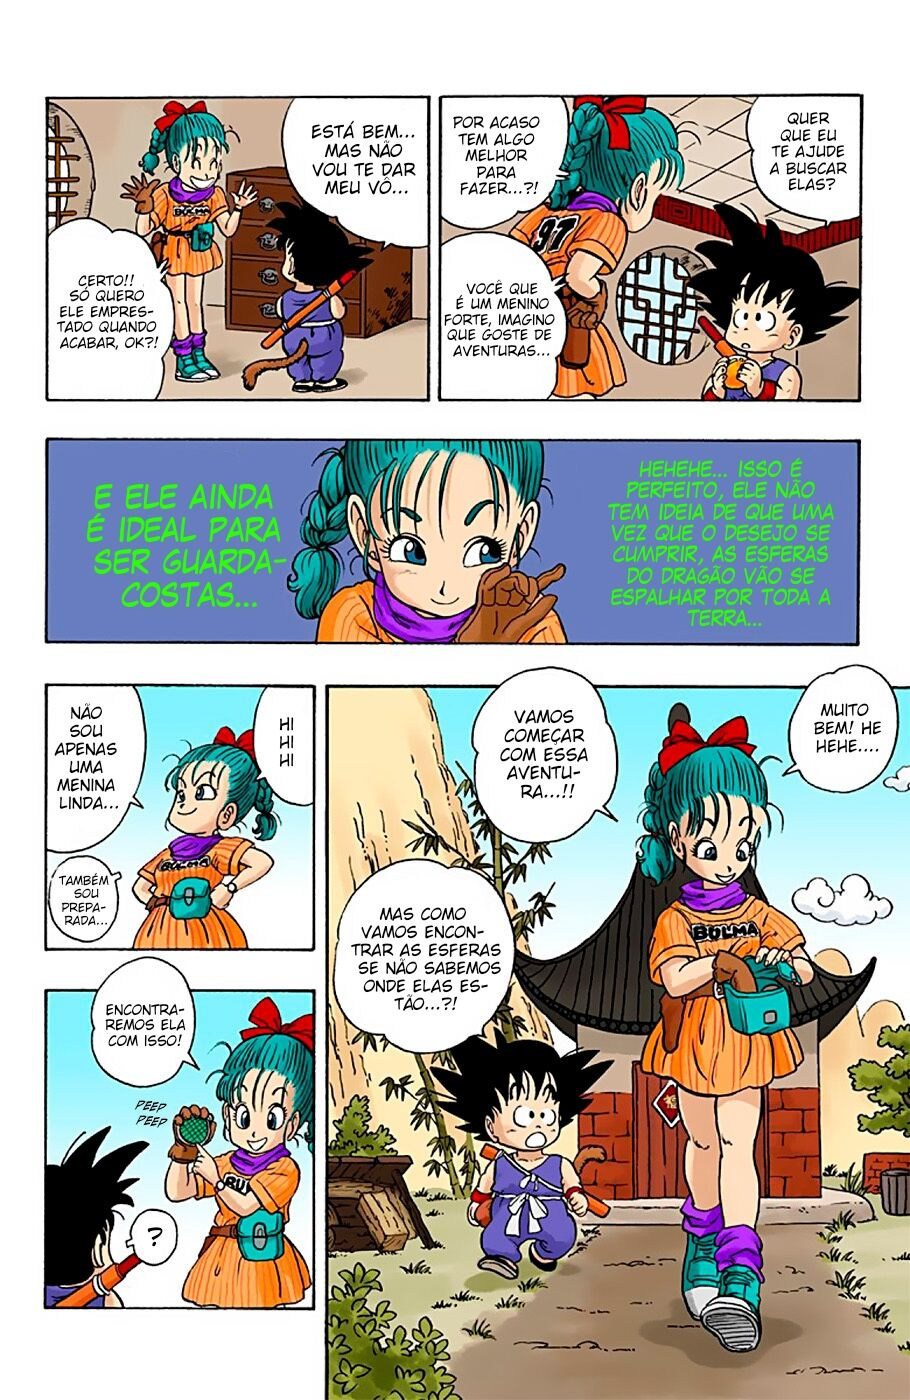 QUER
QUE EU
TE AJUDE
A BUSCAR
ELAS?
POR ACASO
TEM ALGO
MELHOR
PARA
FAZER...?!
97
VOCÊ QUE
É UM MENINO
FORTE, IMAGINO
QUE GOSTE DE
AVENTURAS...
ESTÁ BEM...
MAS NÃO
VOU TE DAR
MEU VÔ...
BULMA
CERTO!!
SÓ QUERO
ELE EMPRES-
TADO QUANDO
ACABAR, OK?!
HEHEHE... ISSO É
PERFEITO, ELE NÃO
TEM IDEIA DE QUE UMA
VEZ QUE O DESEJO SE
CUMPRIR, AS ESFERAS
DO DRAGÃO VÃO SE
ESPALHAR POR TODA A
TERRA...
E ELE AINDA
É IDEAL PARA
SER GUARDA-
COSTAS...
MUITO
BEM! HE
HEHE....
VAMOS
COMEÇAR
COM ESSA
AVENTU-
RA...!!
BULMA
MAS COMO
VAMOS ENCON-
TRAR AS ESFERAS
SE NÃO SABEMOS
ONDE ELAS ES-
TÃO...?!
福
HI
HI
HI
NÃO
SOU
APENAS
UMA
MENINA
LINDA...
BULMA
TAMBÉM
SOU
PREPA-
RADA...
ENCONTRA-
REMOS ELA
COM ISSO!
PEEP
PEEP
BU
?